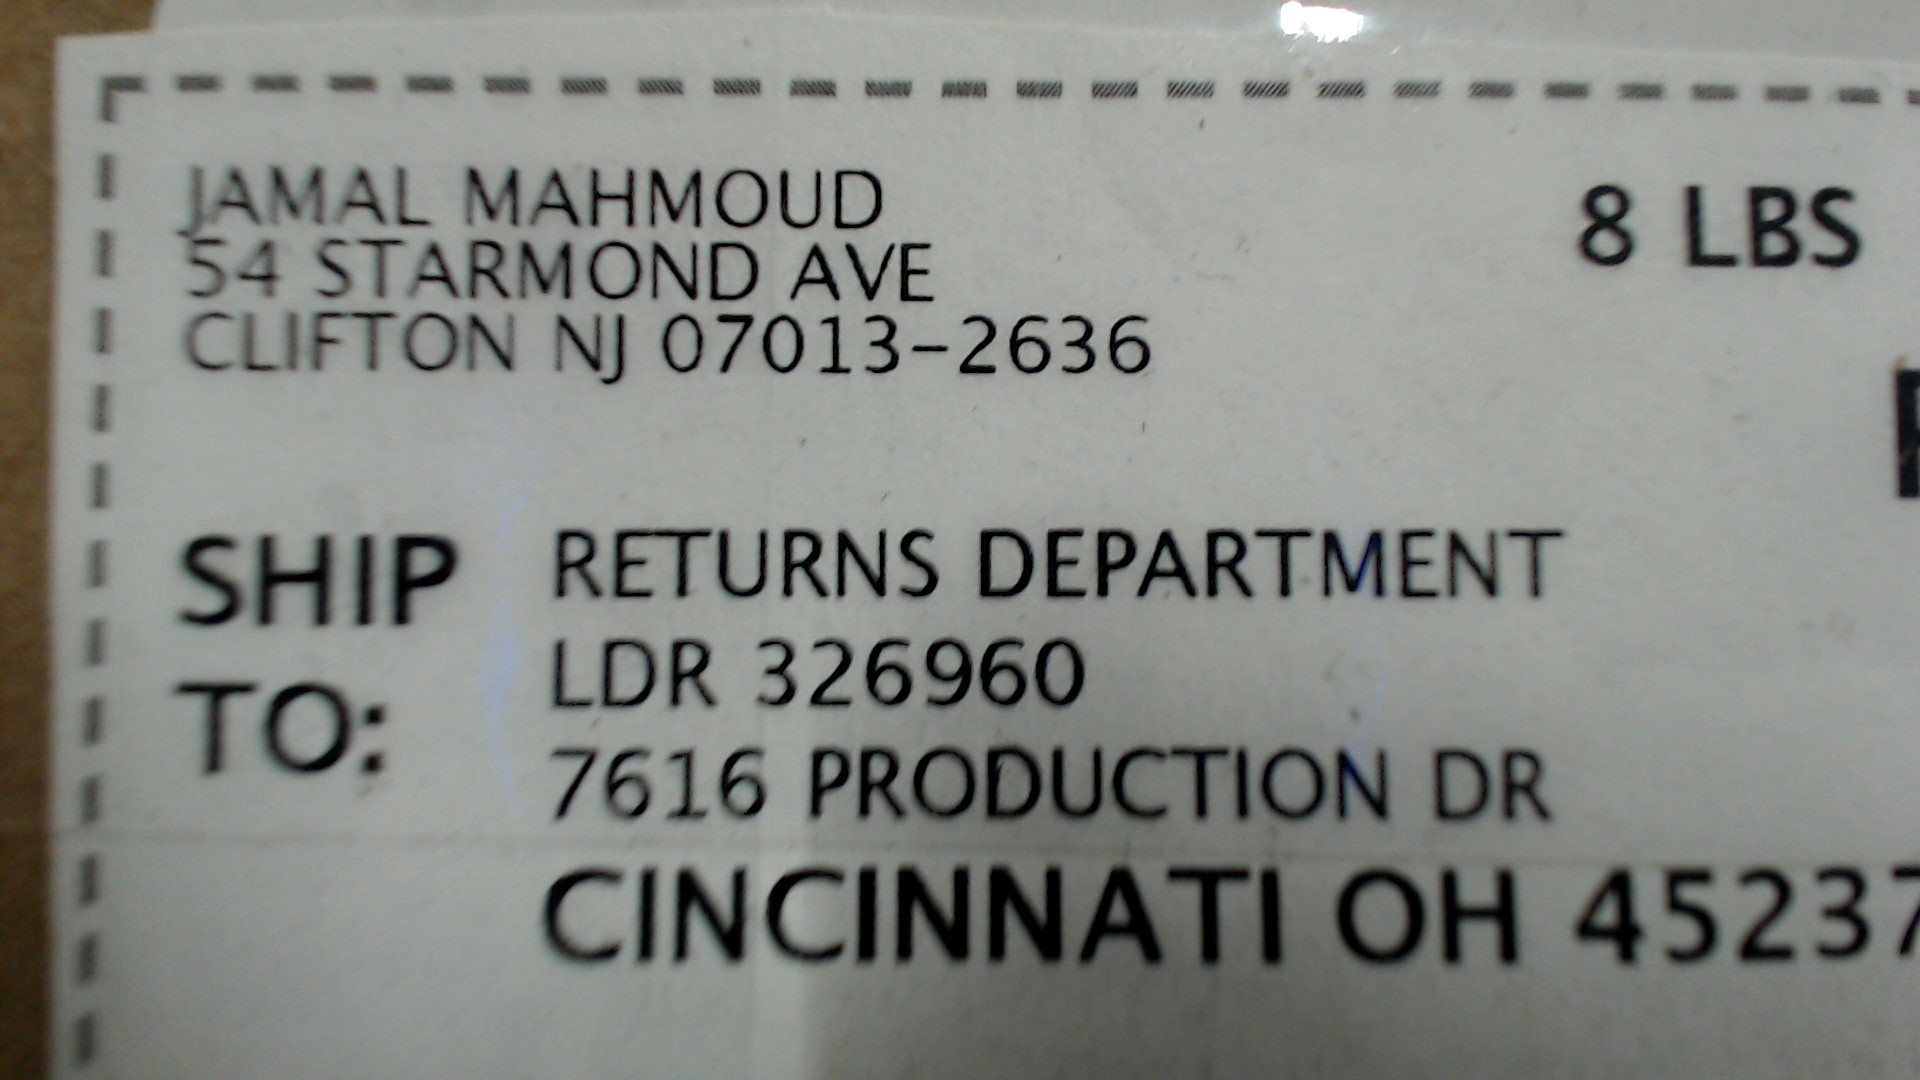 JAMAL MAHMOUD
54 STARMOND AVE
CLIFTON NJ 07013-2636
8 LBS
SHIP TO:
RETURNS DEPARTMENT
LDR 326960
7616 PRODUCTION DR
CINCINNATI OH 45237